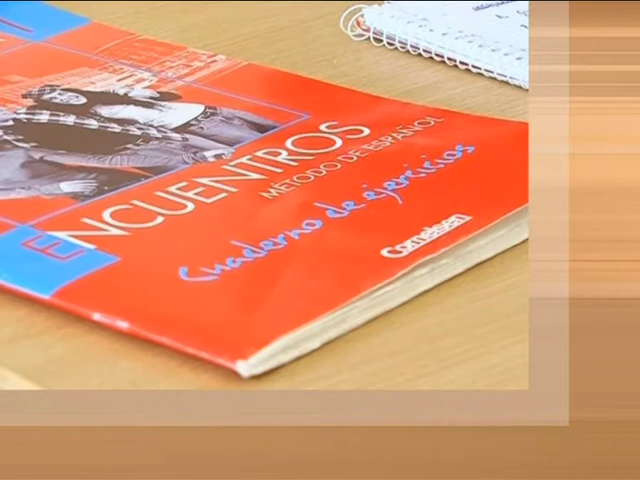 ENCUENTROS
MÉTODO DE ESPAÑOL
Cuaderno de ejercicios
Cornelsen